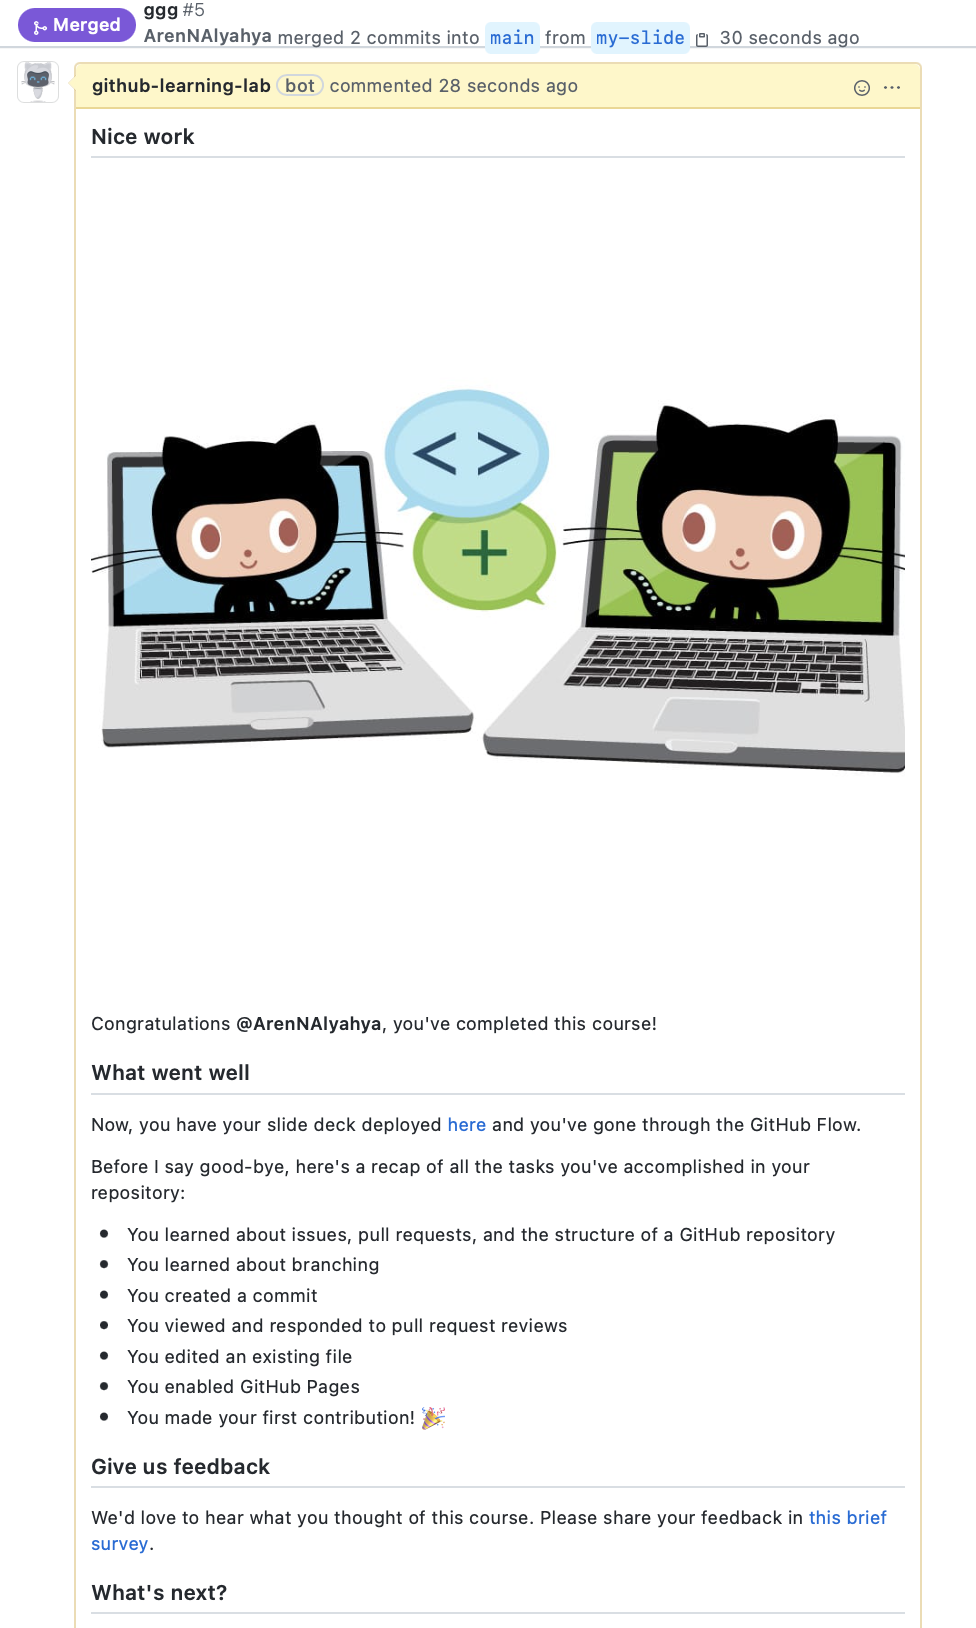 ggg #5
Merged
ArenNAlyahya merged 2 commits into main from my-slide 30 seconds ago
github-learning-lab bot commented 28 seconds ago
Nice work
< >
+
Congratulations @ArenNAlyahya, you've completed this course!
What went well
Now, you have your slide deck deployed here and you've gone through the GitHub Flow.
Before I say good-bye, here's a recap of all the tasks you've accomplished in your
repository:
• You learned about issues, pull requests, and the structure of a GitHub repository
• You learned about branching
• You created a commit
• You viewed and responded to pull request reviews
• You edited an existing file
• You enabled GitHub Pages
• You made your first contribution! 🎉
Give us feedback
We'd love to hear what you thought of this course. Please share your feedback in this brief
survey.
What's next?